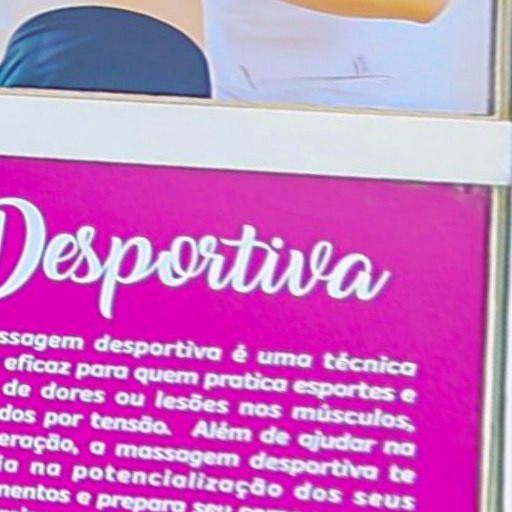 Desportiva
ssagem desportiva é uma técnica
eficaz para quem pratica esportes e
de dores ou lesões nos músculos,
dos por tensão. Além de ajudar na
eração, a massagem desportiva te
ia na potencialização dos seus
mentos e prepara seu